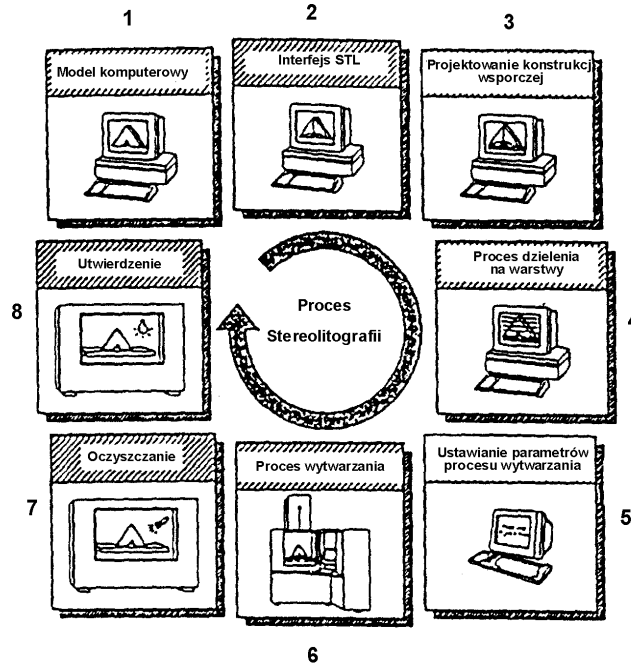 1
Model komputerowy
2
Interfejs STL
3
Projektowanie konstrukcj
wsporczej
Proces dzielenia
na warstwy
5
Ustawianie parametrów
procesu wytwarzania
6
Proces wytwarzania
7
Oczyszczanie
8
Utwierdzenie
Proces
Stereolitografii